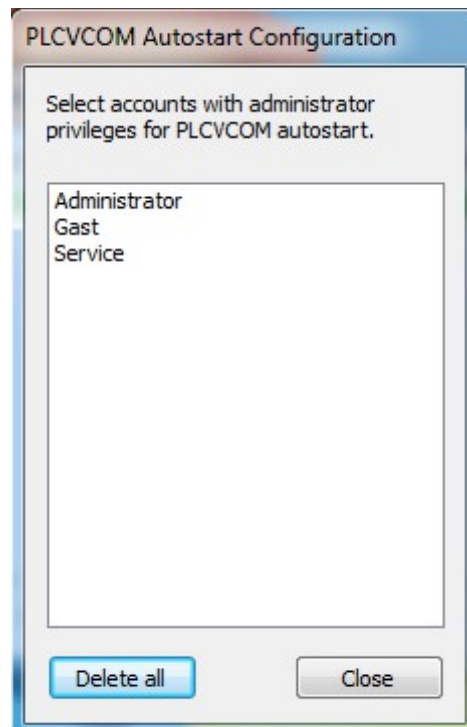 PLCVCOM Autostart Configuration
Select accounts with administrator
privileges for PLCVCOM autostart.
Administrator
Gast
Service
Delete all
Close